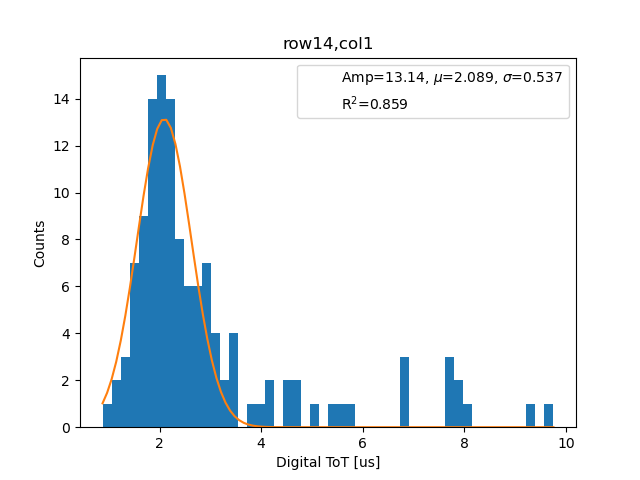 row14,col1
Amp=13.14, μ=2.089, σ=0.537
R²=0.859
14
12
10
8
6
4
2
0
Counts
2 4 6 8 10
Digital ToT [us]